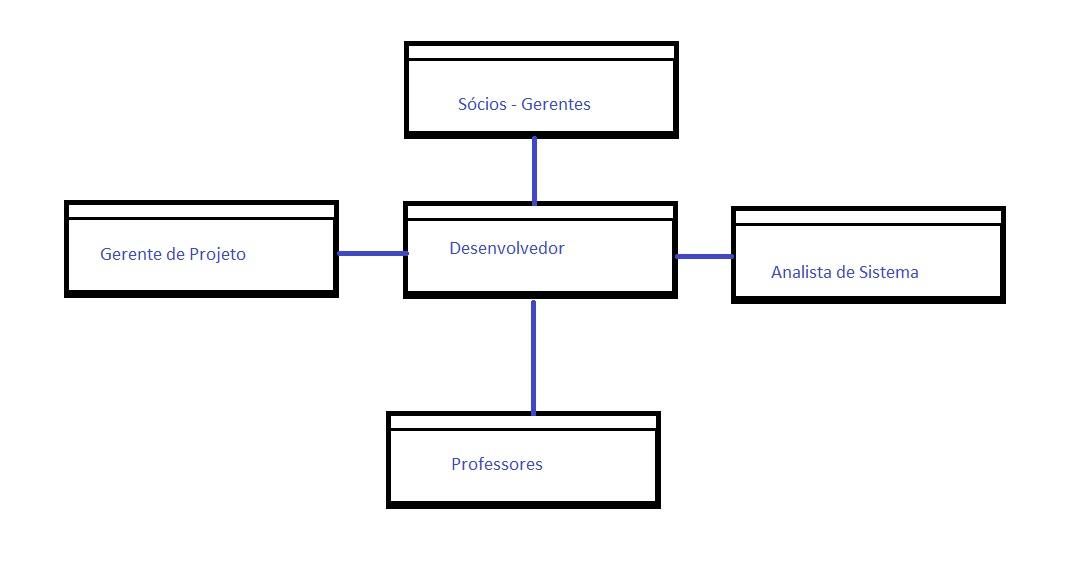 Sócios - Gerentes
Gerente de Projeto
Desenvolvedor
Analista de Sistema
Professores